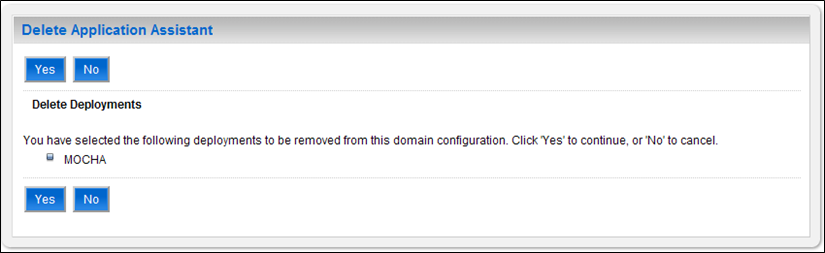 Delete Application Assistant
Yes No
Delete Deployments
You have selected the following deployments to be removed from this domain configuration. Click 'Yes' to continue, or 'No' to cancel.
MOCHA
Yes No